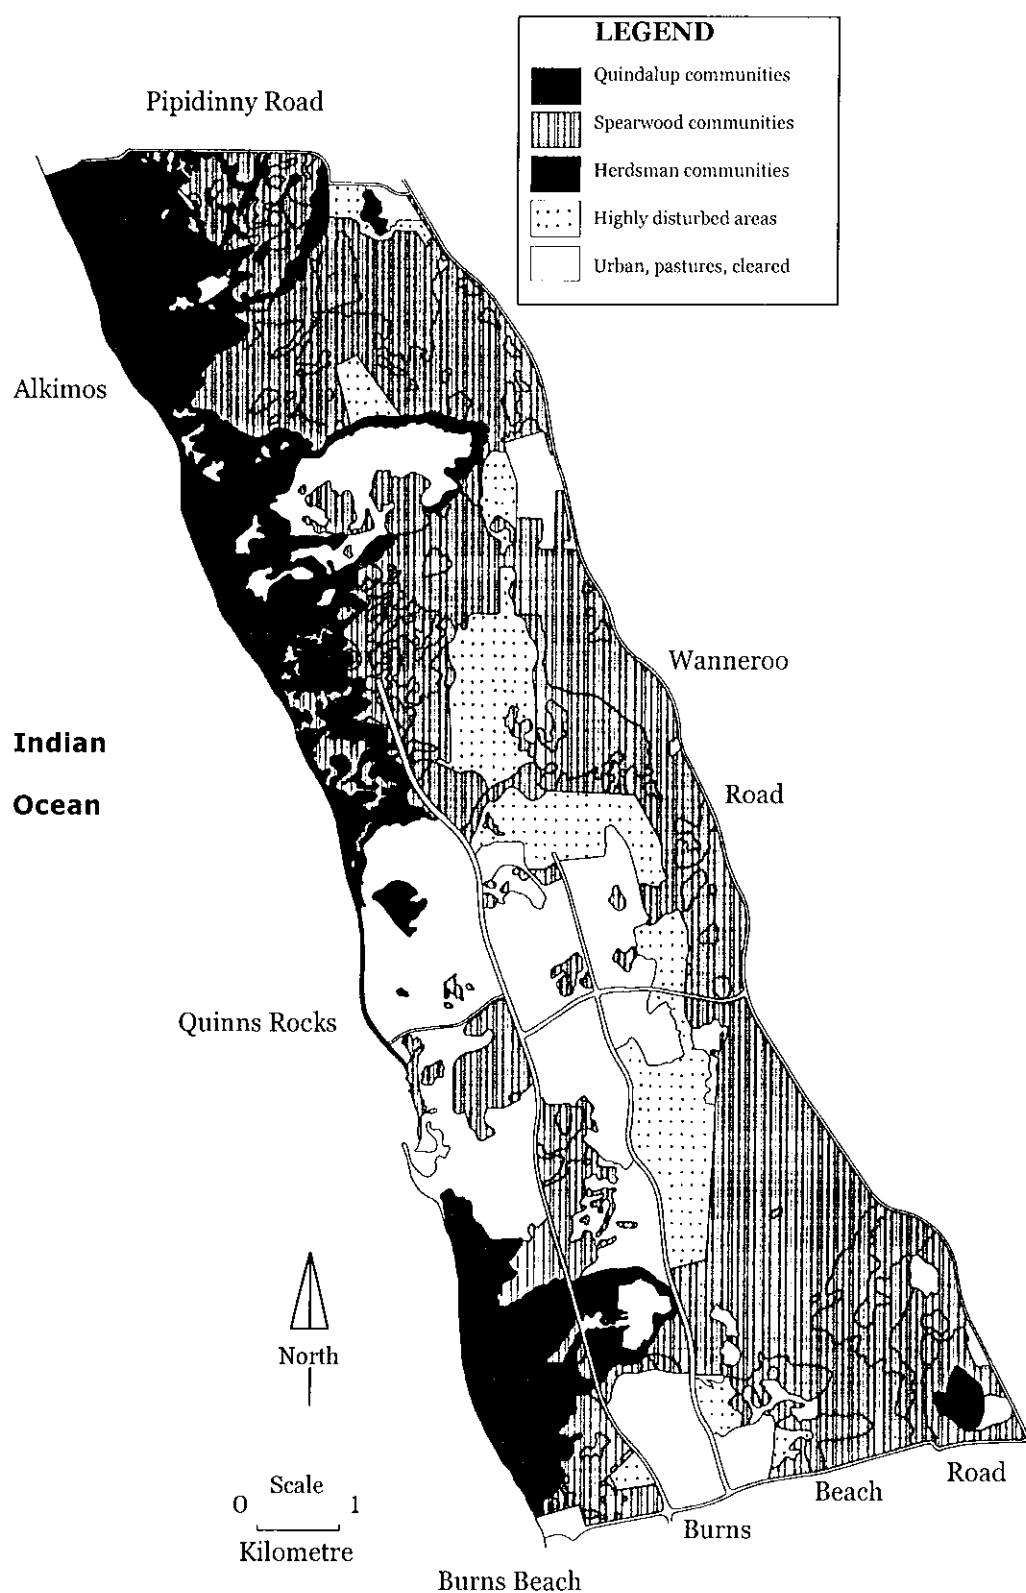 LEGEND
Quindalup communities
Spearwood communities
Herdsman communities
Highly disturbed areas
Urban, pastures, cleared
Pipidinny Road
Alkimos
Wanneroo
Indian
Ocean
Road
Quinns Rocks
North
Scale
0 1
Kilometre
Road
Beach
Burns
Burns Beach